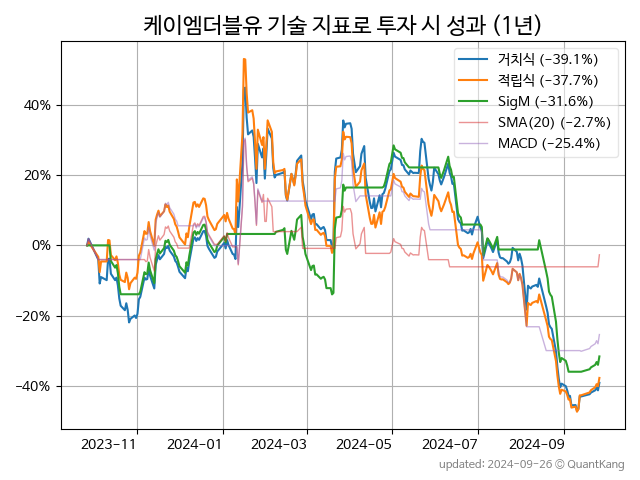 케이엠더블유 기술 지표로 투자 시 성과 (1년)
거치식 (-39.1%)
적립식 (-37.7%)
SigM (-31.6%)
SMA(20) (-2.7%)
MACD (-25.4%)
40%
20%
0%
-20%
-40%
2023-11
2024-01
2024-03
2024-05
2024-07
2024-09
updated: 2024-09-26 © QuantKang